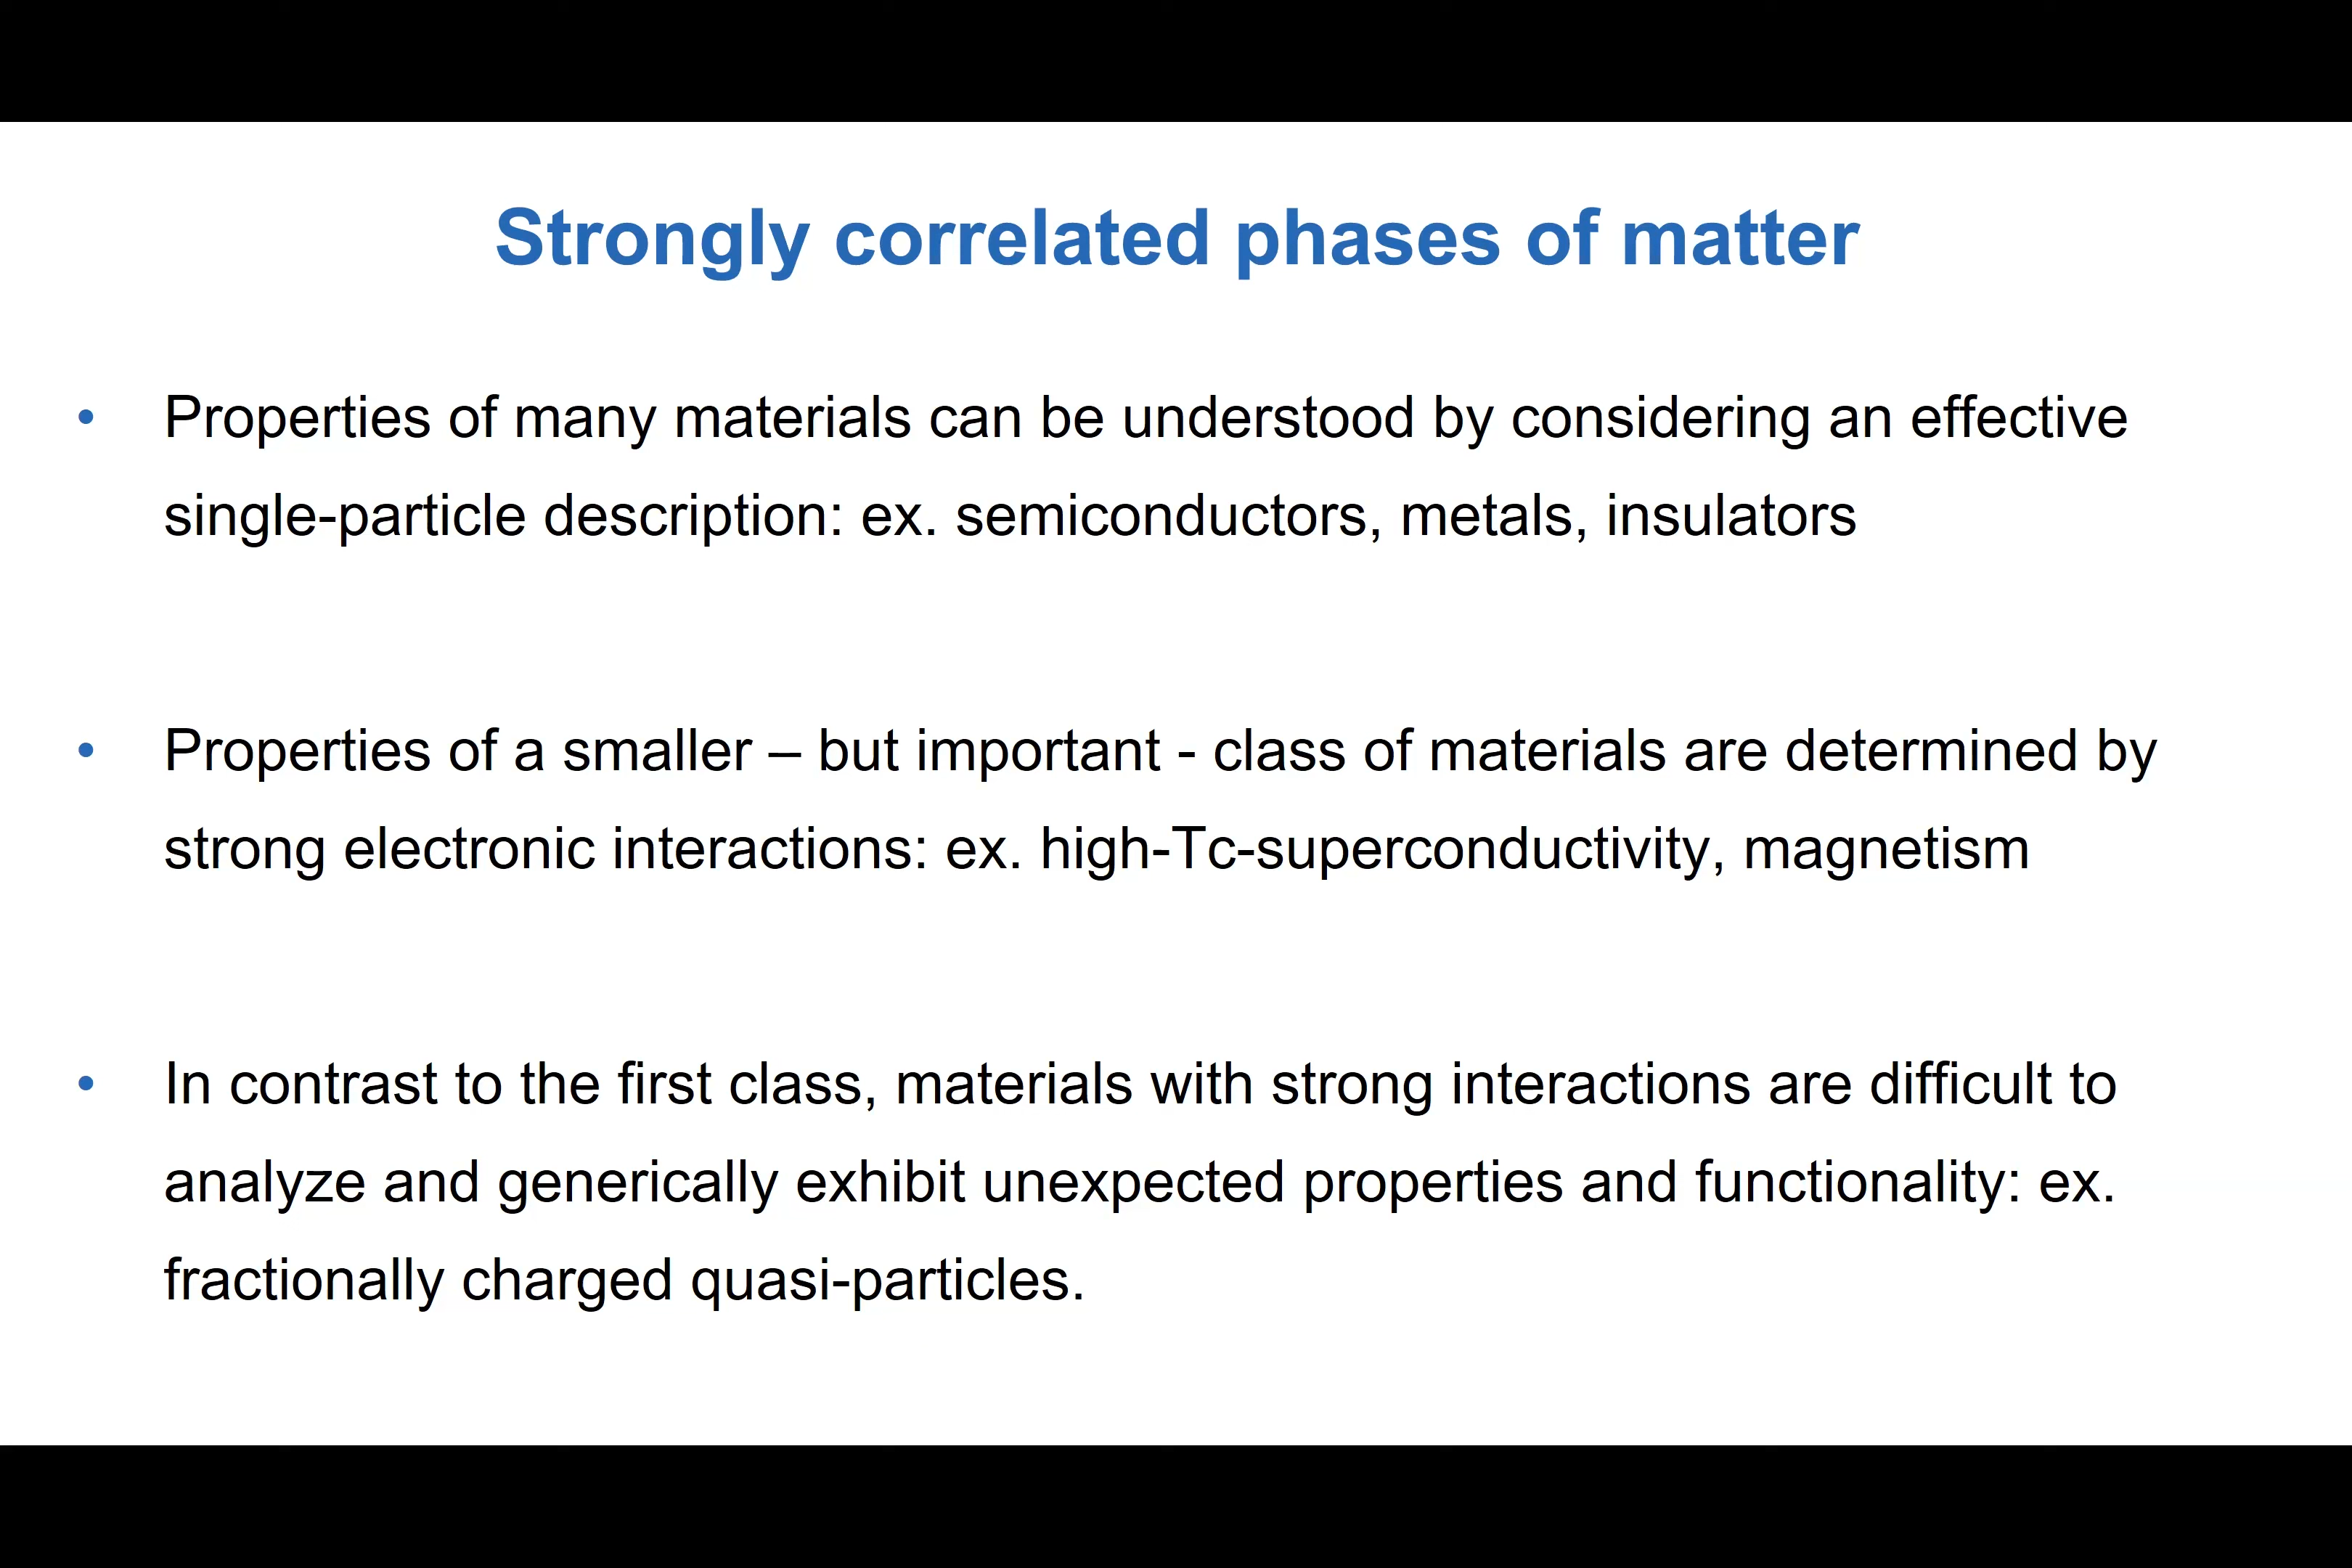 Strongly correlated phases of matter
• Properties of many materials can be understood by considering an effective
single-particle description: ex. semiconductors, metals, insulators
• Properties of a smaller – but important - class of materials are determined by
strong electronic interactions: ex. high-Tc-superconductivity, magnetism
• In contrast to the first class, materials with strong interactions are difficult to
analyze and generically exhibit unexpected properties and functionality: ex.
fractionally charged quasi-particles.